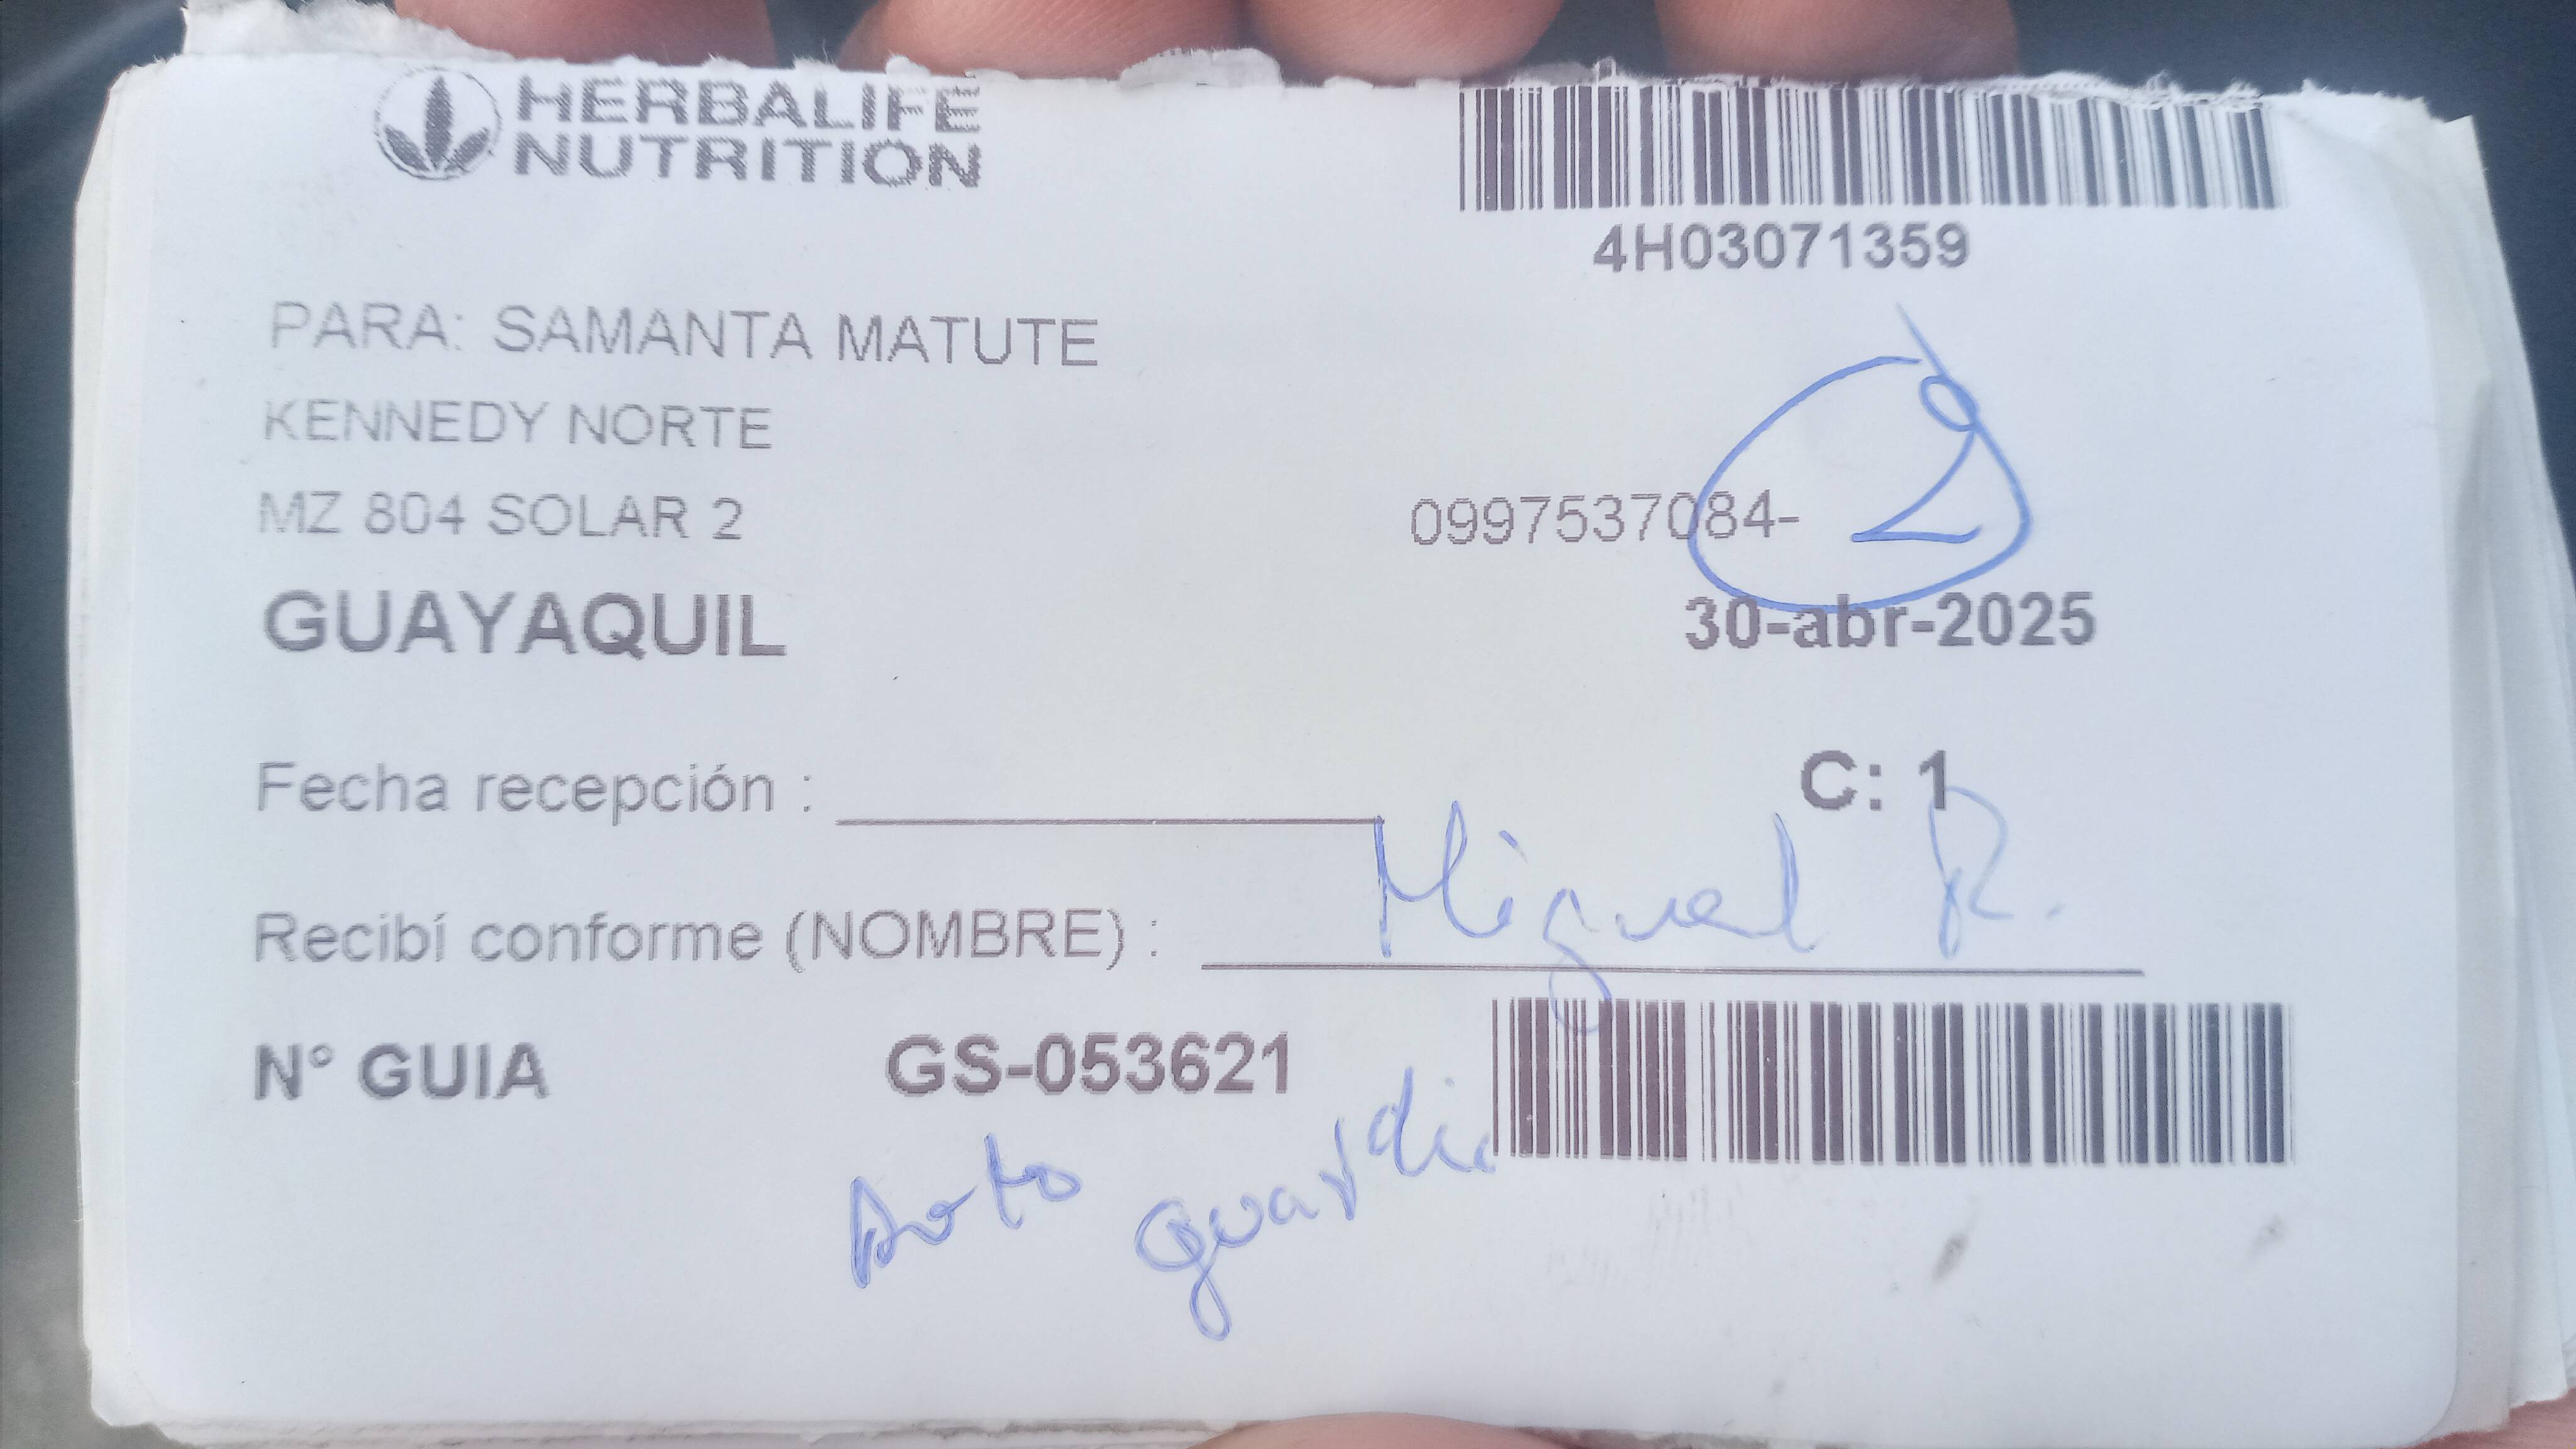 HERBALIFE
NUTRITION
4H03071359
PARA: SAMANTA MATUTE
KENNEDY NORTE
MZ 804 SOLAR 2
0997537084-
2
GUAYAQUIL
30-abr-2025
Fecha recepción :
C: 1
Recibí conforme (NOMBRE) : Miguel R.
N° GUIA GS-053621
guardia